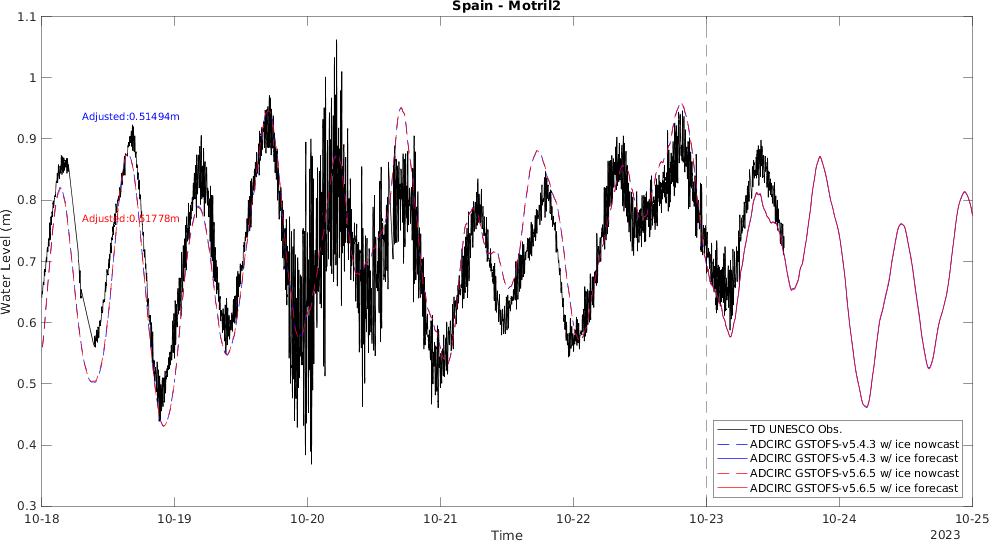 Spain - Motril2
1.1
1
0.9
0.8
0.7
0.6
0.5
0.4
0.3
Water Level (m)
Adjusted:0.51494m
Adjusted:0.51778m
TD UNESCO Obs.
ADCIRC GSTOFS-v5.4.3 w/ ice nowcast
ADCIRC GSTOFS-v5.4.3 w/ ice forecast
ADCIRC GSTOFS-v5.6.5 w/ ice nowcast
ADCIRC GSTOFS-v5.6.5 w/ ice forecast
10-18 10-19 10-20 10-21 10-22 10-23 10-24 10-25
Time
2023